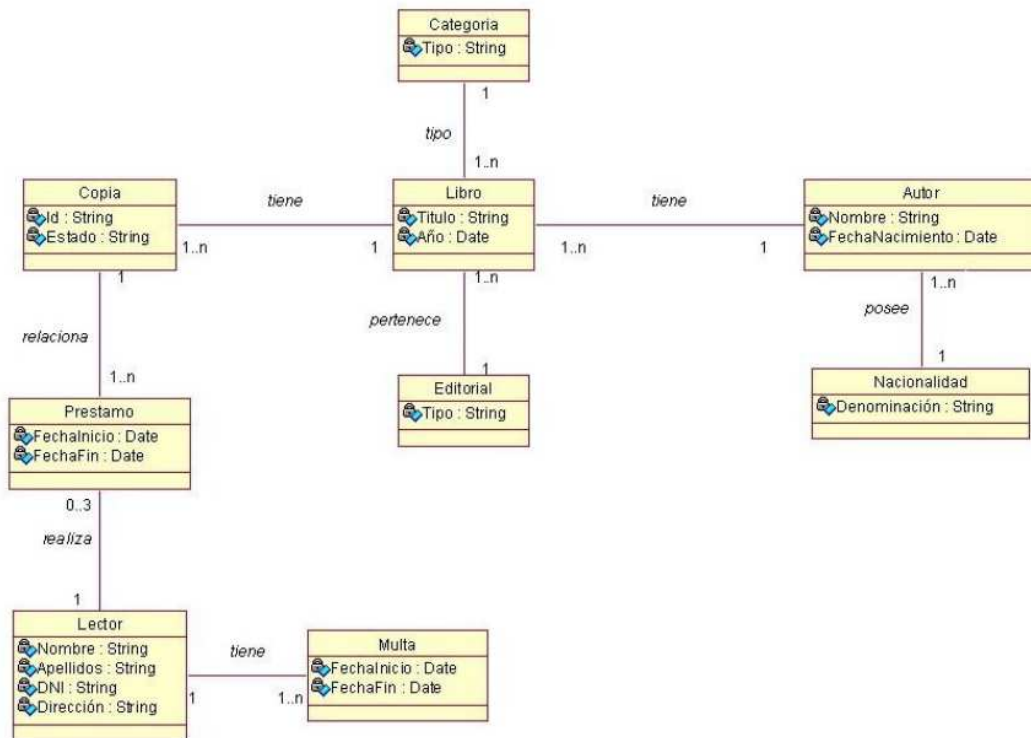 Categoria
Tipo : String
1
tipo
1..n
Copia
Id : String
Estado : String
tiene
1..n
1
Libro
Titulo : String
Año : Date
tiene
1..n
1
Autor
Nombre : String
FechaNacimiento : Date
1
relaciona
1..n
1..n
pertenece
1
1..n
posee
1
Editorial
Tipo : String
Nacionalidad
Denominación : String
Prestamo
FechaInicio : Date
FechaFin : Date
0..3
realiza
1
Lector
Nombre : String
Apellidos : String
DNI : String
Dirección : String
tiene
1
1..n
Multa
FechaInicio : Date
FechaFin : Date